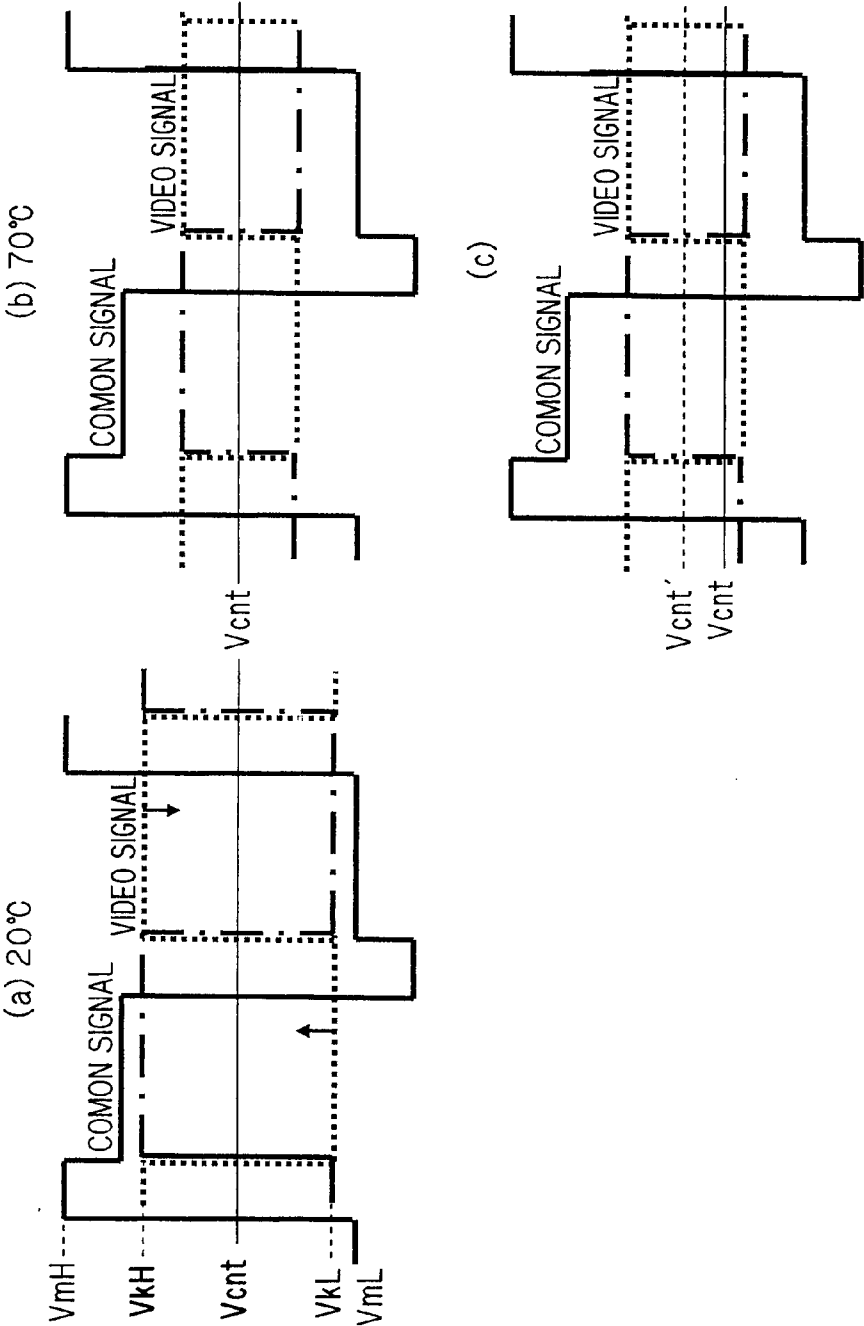 (a) 20℃
COMON SIGNAL
VIDEO SIGNAL
VmH
VkH
Vcnt
VkL
VmL
(b) 70℃
COMON SIGNAL
VIDEO SIGNAL
Vcnt
(c)
COMON SIGNAL
VIDEO SIGNAL
Vcnt´
Vcnt